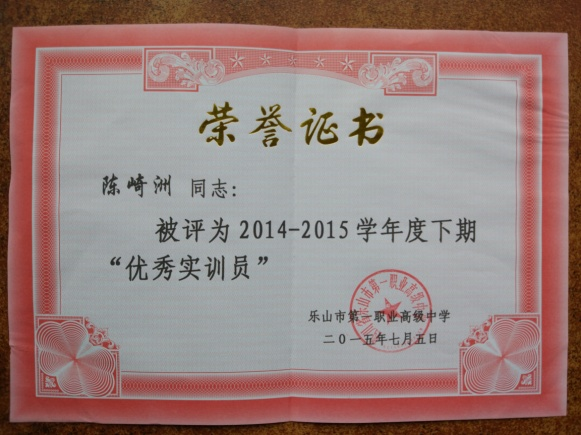 荣誉证书
陈崎洲 同志：
被评为2014-2015学年度下期
“优秀实训员”
乐山市第一职业高级中学
二〇一五年七月五日